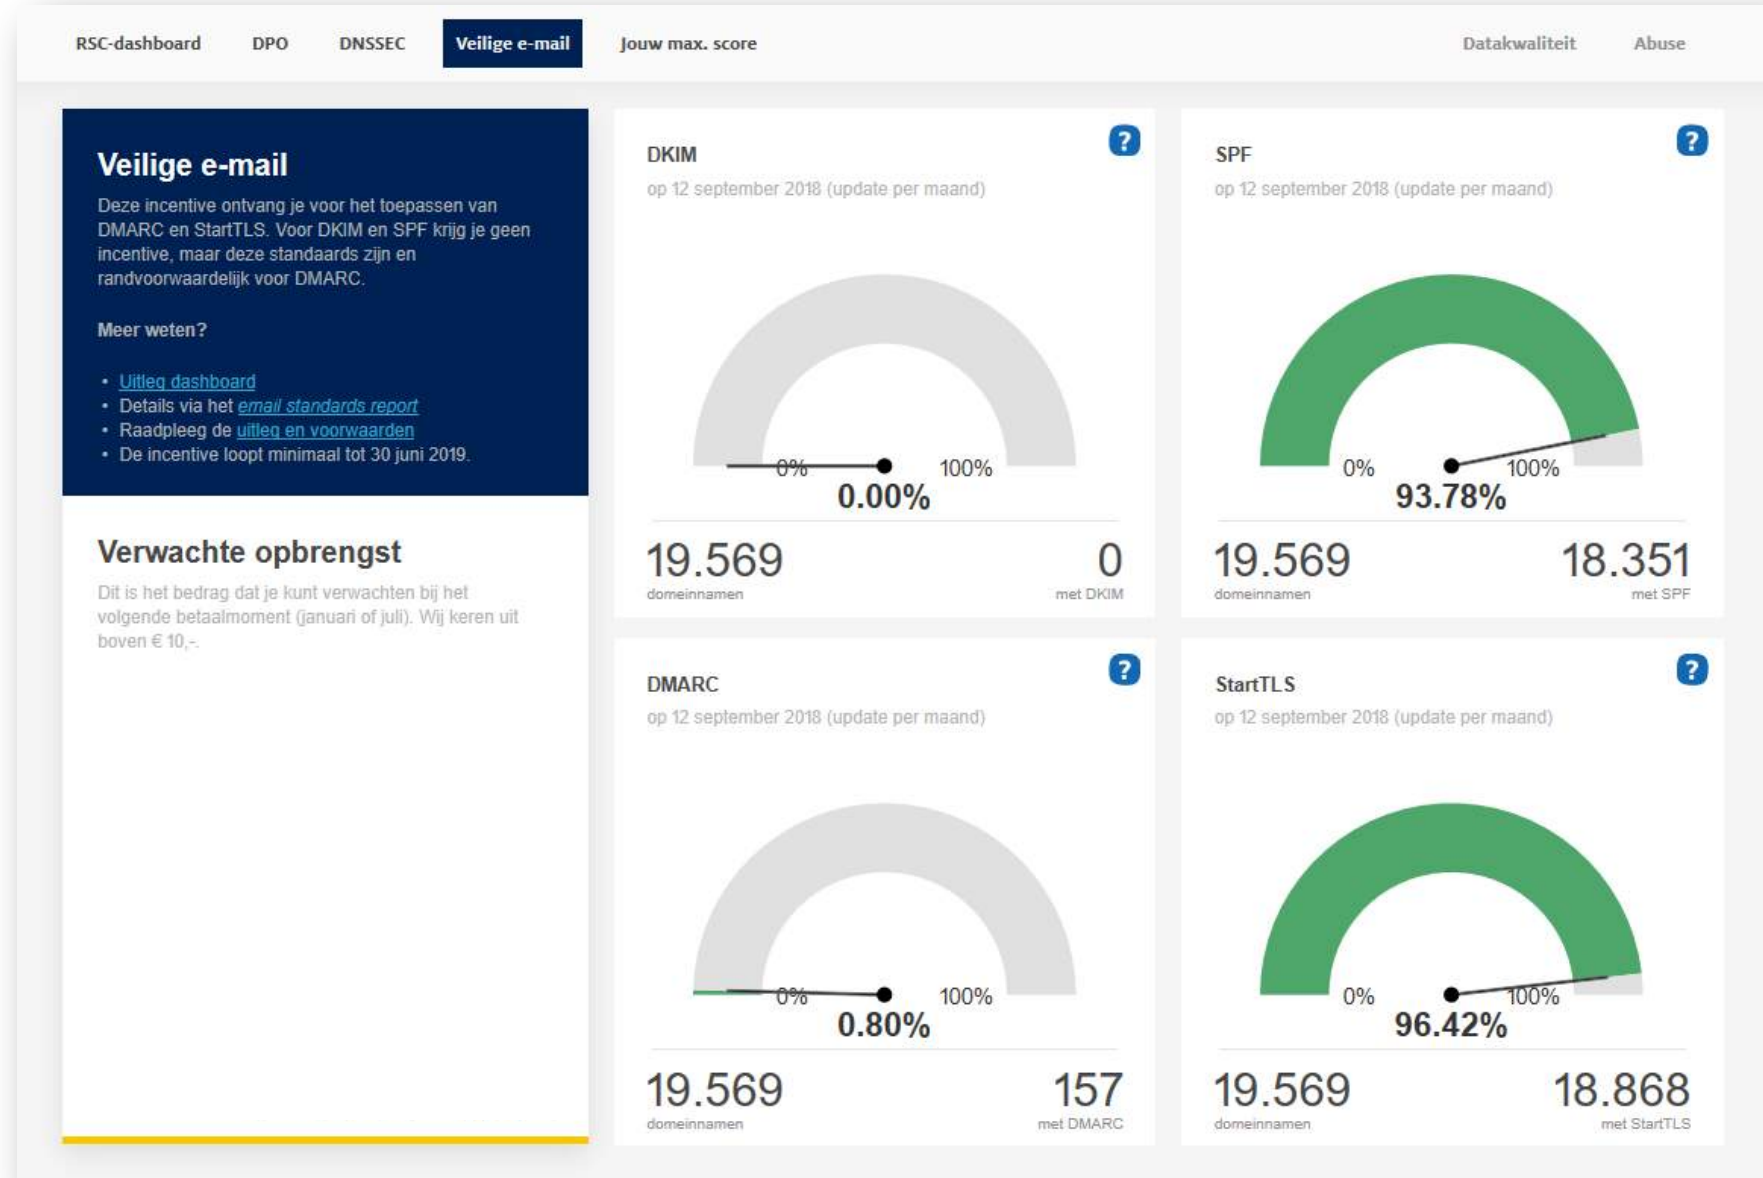 RSC-dashboard DPO DNSSEC Veilige e-mail Jouw max. score Datakwaliteit Abuse
Veilige e-mail
Deze incentive ontvang je voor het toepassen van
DMARC en StartTLS. Voor DKIM en SPF krijg je geen
incentive, maar deze standaards zijn en
randvoorwaardelijk voor DMARC.
Meer weten?
• Uitleg dashboard
• Details via het email standards report
• Raadpleeg de uitleg en voorwaarden
• De incentive loopt minimaal tot 30 juni 2019.
Verwachte opbrengst
Dit is het bedrag dat je kunt verwachten bij het
volgende betaalmoment (januari of juli). Wij keren uit
boven € 10,-.
DKIM ?
op 12 september 2018 (update per maand)
0% 100%
0.00%
19.569 0
domeinnamen met DKIM
SPF ?
op 12 september 2018 (update per maand)
0% 100%
93.78%
19.569 18.351
domeinnamen met SPF
DMARC ?
op 12 september 2018 (update per maand)
0% 100%
0.80%
19.569 157
domeinnamen met DMARC
StartTLS ?
op 12 september 2018 (update per maand)
0% 100%
96.42%
19.569 18.868
domeinnamen met StartTLS